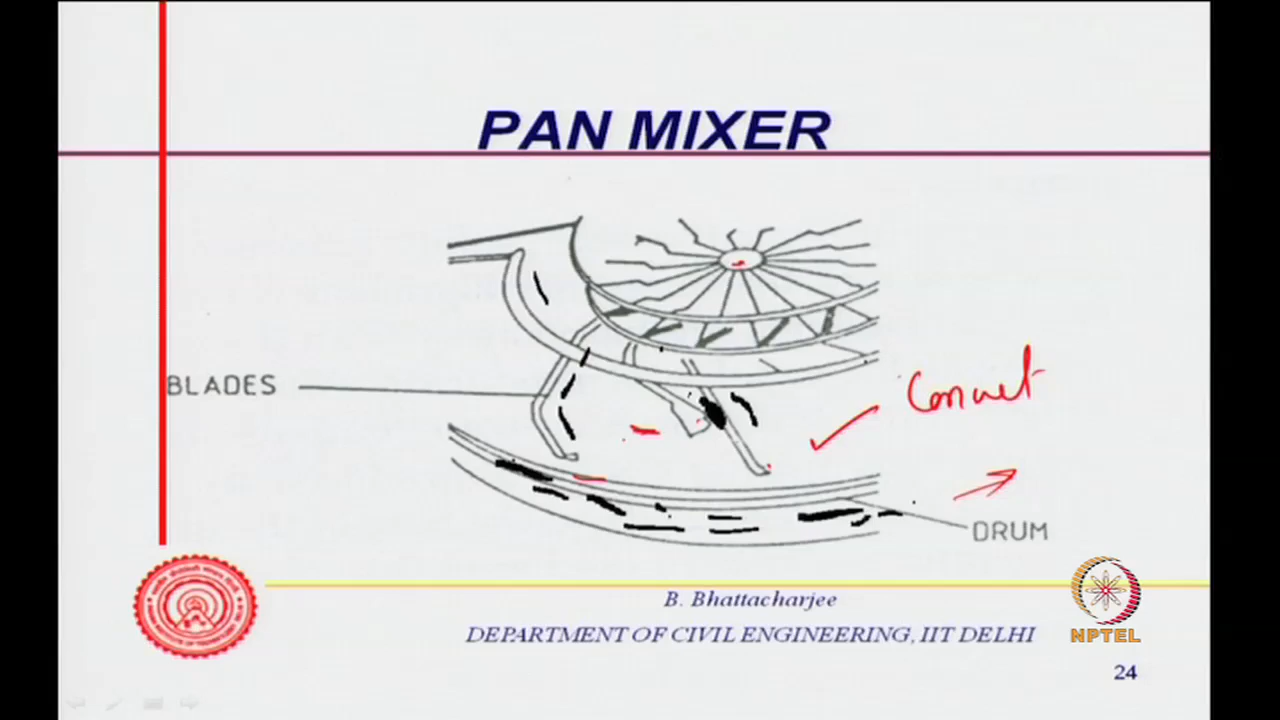 PAN MIXER
BLADES
DRUM
B. Bhattacharjee
DEPARTMENT OF CIVIL ENGINEERING, IIT DELHI
NPTEL
24